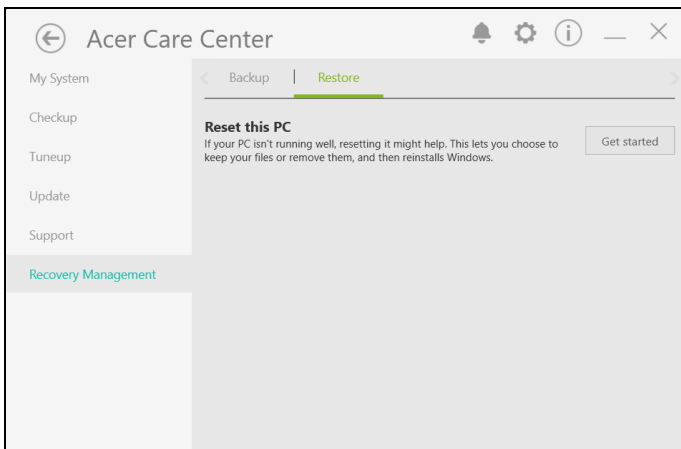 Acer Care Center
My System
Checkup
Tuneup
Update
Support
Recovery Management
Backup
Restore
Reset this PC
If your PC isn't running well, resetting it might help. This lets you choose to
keep your files or remove them, and then reinstalls Windows.
Get started